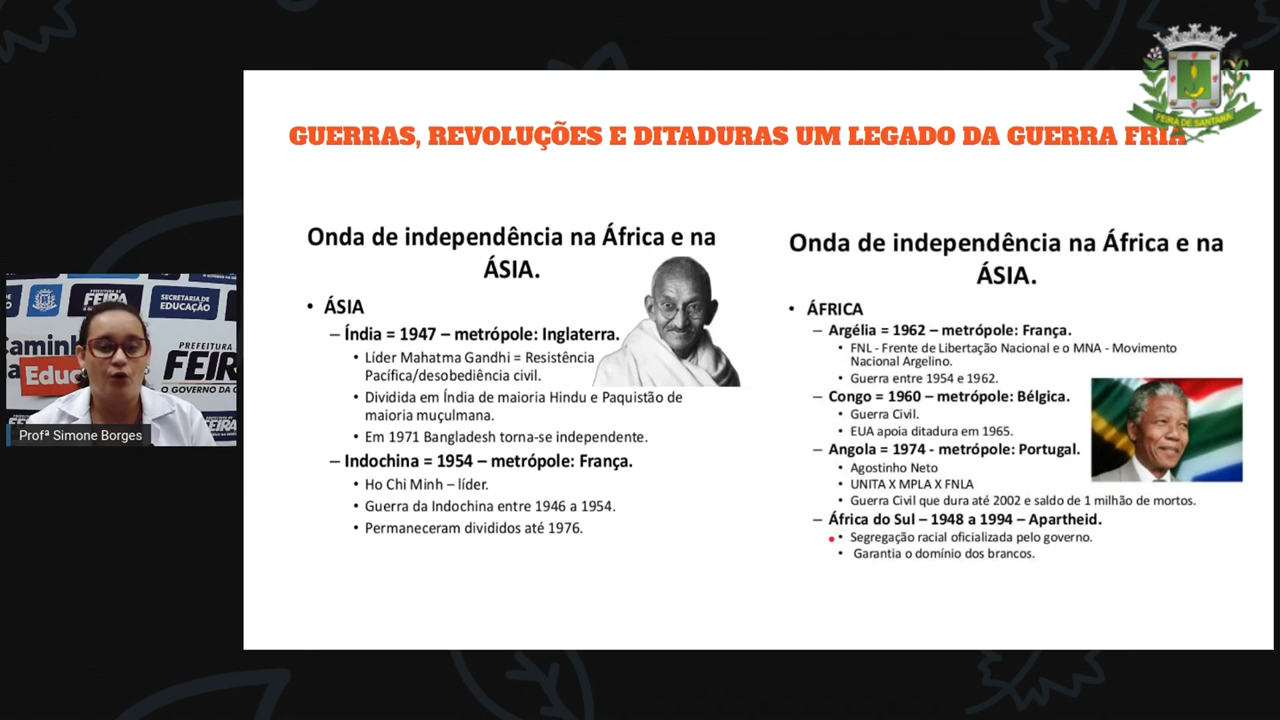 GUERRAS, REVOLUÇÕES E DITADURAS UM LEGADO DA GUERRA FRIA
FEIRA DE SANTANA
Onda de independência na África e na
ÁSIA.
• ÁSIA
– Índia = 1947 – metrópole: Inglaterra.
• Líder Mahatma Gandhi = Resistência
Pacífica/desobediência civil.
• Dividida em Índia de maioria Hindu e Paquistão de
maioria muçulmana.
• Em 1971 Bangladesh torna-se independente.
– Indochina = 1954 – metrópole: França.
• Ho Chi Minh – líder.
• Guerra da Indochina entre 1946 a 1954.
• Permaneceram divididos até 1976.
Onda de independência na África e na
ÁSIA.
• ÁFRICA
– Argélia = 1962 – metrópole: França.
• FNL - Frente de Libertação Nacional e o MNA - Movimento
Nacional Argelino.
• Guerra entre 1954 e 1962.
– Congo = 1960 – metrópole: Bélgica.
• Guerra Civil.
• EUA apoia ditadura em 1965.
– Angola = 1974 - metrópole: Portugal.
• Agostinho Neto
• UNITA X MPLA X FNLA
• Guerra Civil que dura até 2002 e saldo de 1 milhão de mortos.
– África do Sul – 1948 a 1994 – Apartheid.
• Segregação racial oficializada pelo governo.
• Garantia o domínio dos brancos.
FEIRA
SECRETARIA DE
EDUCAÇÃO
Caminh
Educ
PREFEITURA
FEIR
O GOVERNO DA
Profª Simone Borges